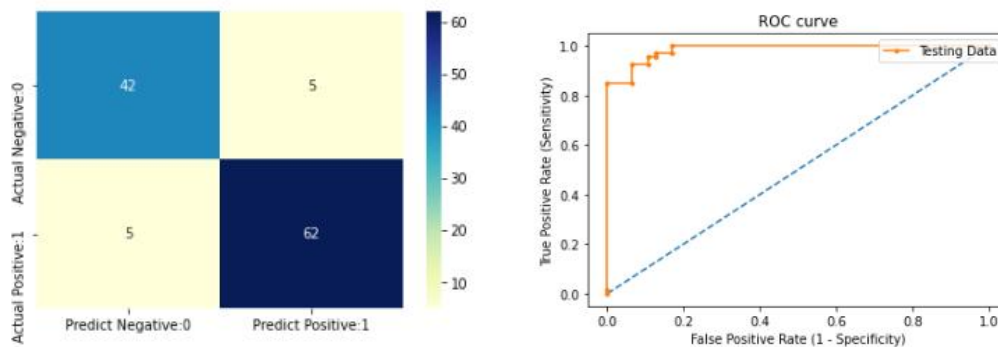 Actual Negative:0
Actual Positive:1
42
5
5
62
Predict Negative:0
Predict Positive:1
60
50
40
30
20
10
ROC curve
Testing Data
True Positive Rate (Sensitivity)
1.0
0.8
0.6
0.4
0.2
0.0
0.0
0.2
0.4
0.6
0.8
1.0
False Positive Rate (1 - Specificity)